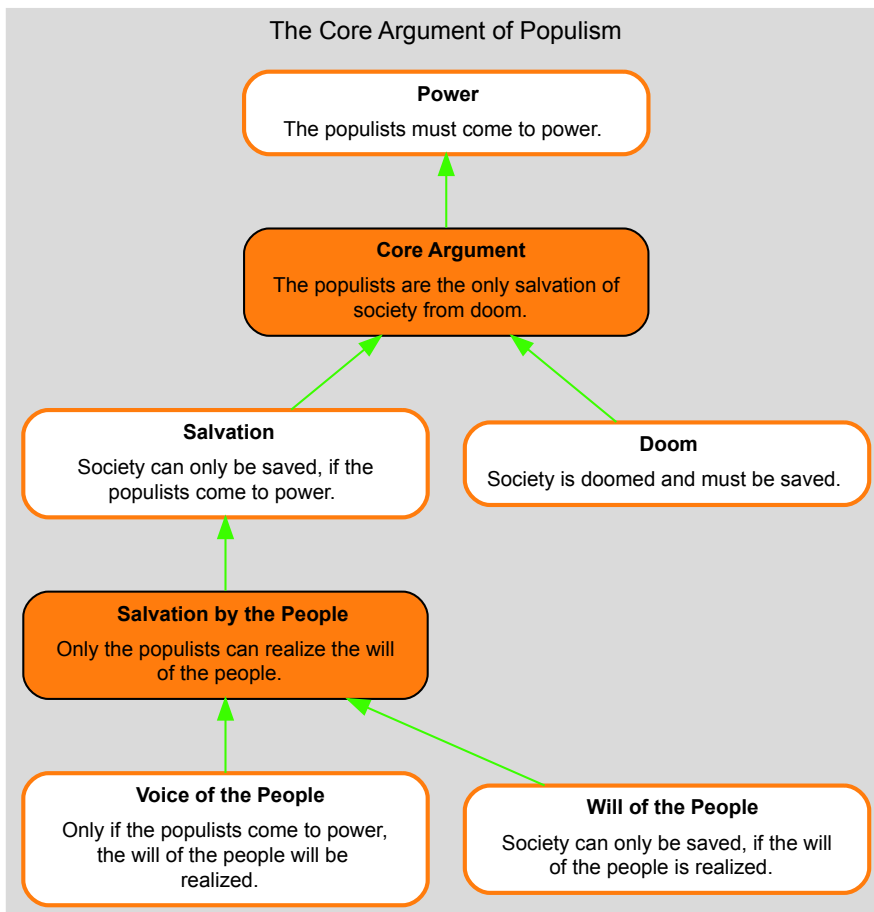 The Core Argument of Populism
Power
The populists must come to power.
Core Argument
The populists are the only salvation of
society from doom.
Salvation
Society can only be saved, if the
populists come to power.
Doom
Society is doomed and must be saved.
Salvation by the People
Only the populists can realize the will
of the people.
Voice of the People
Only if the populists come to power,
the will of the people will be
realized.
Will of the People
Society can only be saved, if the will
of the people is realized.